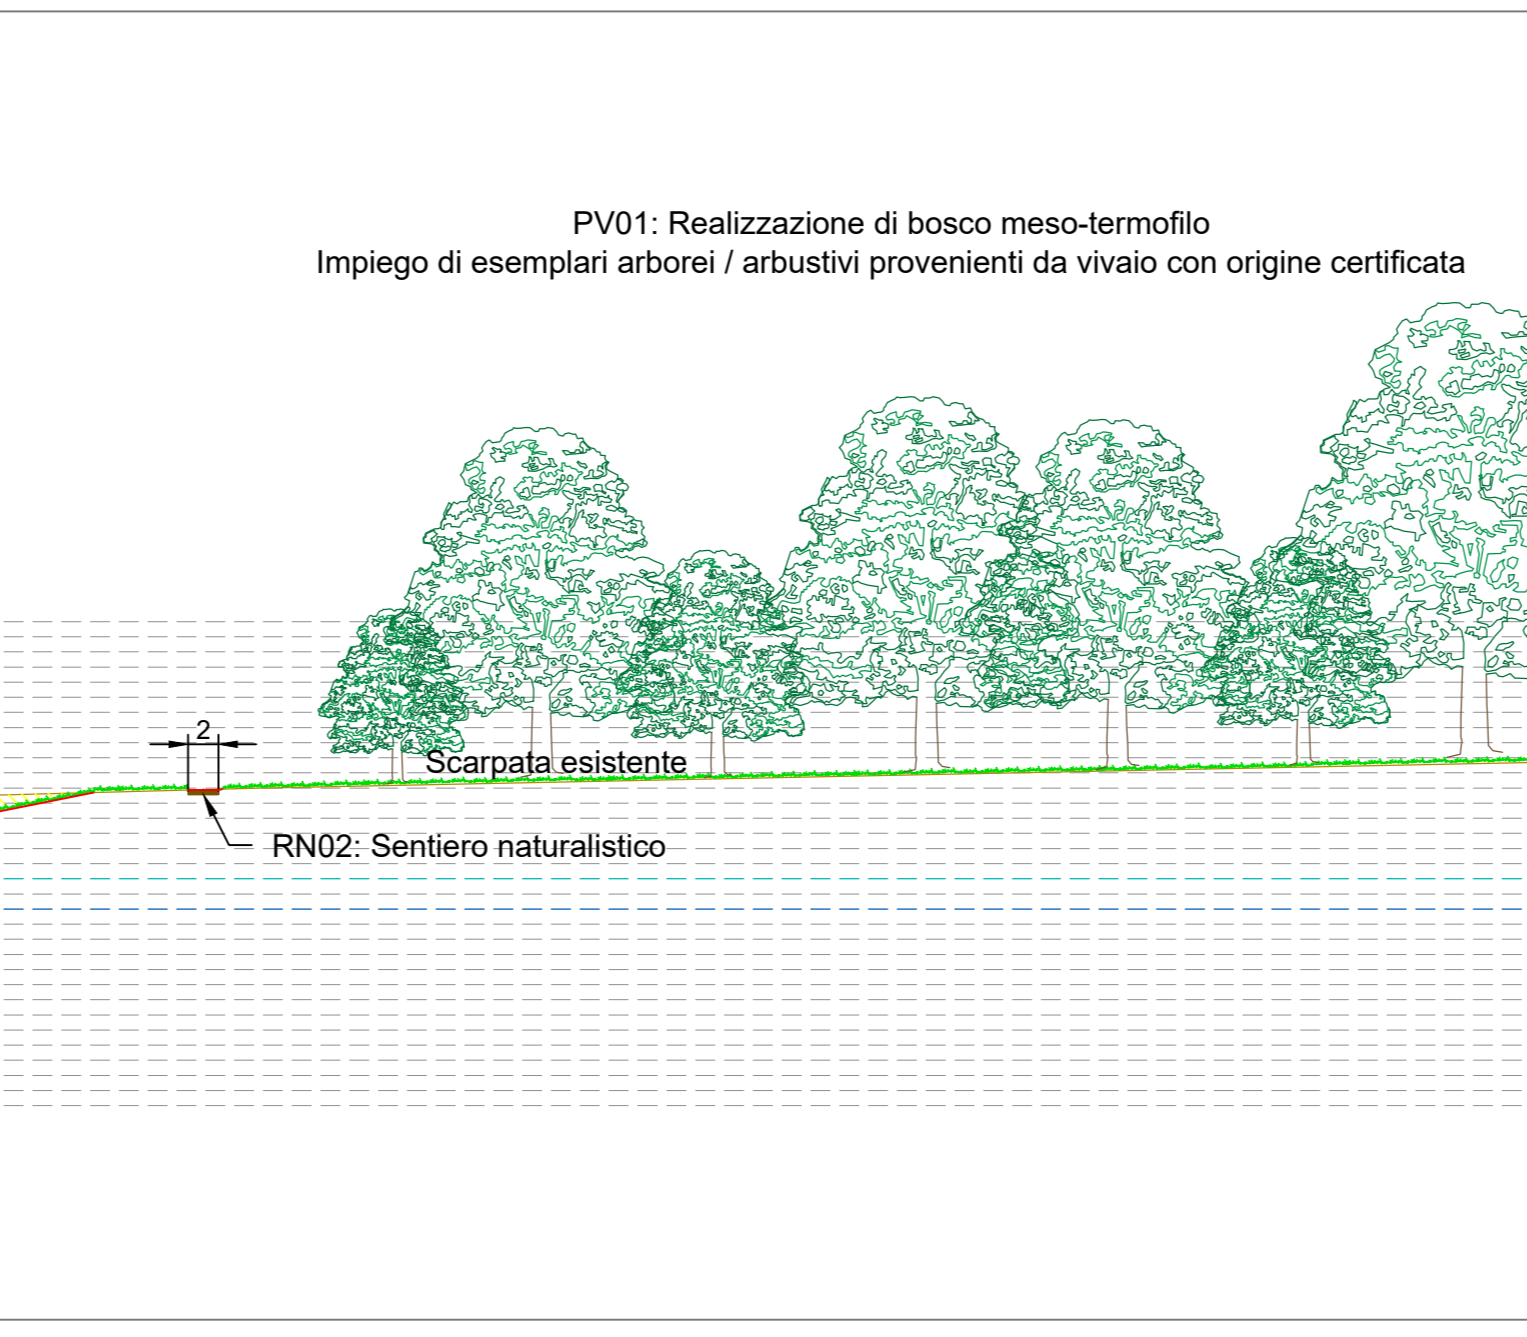 PV01: Realizzazione di bosco meso-termofilo
Impiego di esemplari arborei / arbustivi provenienti da vivaio con origine certificata
2
Scarpata esistente
RN02: Sentiero naturalistico